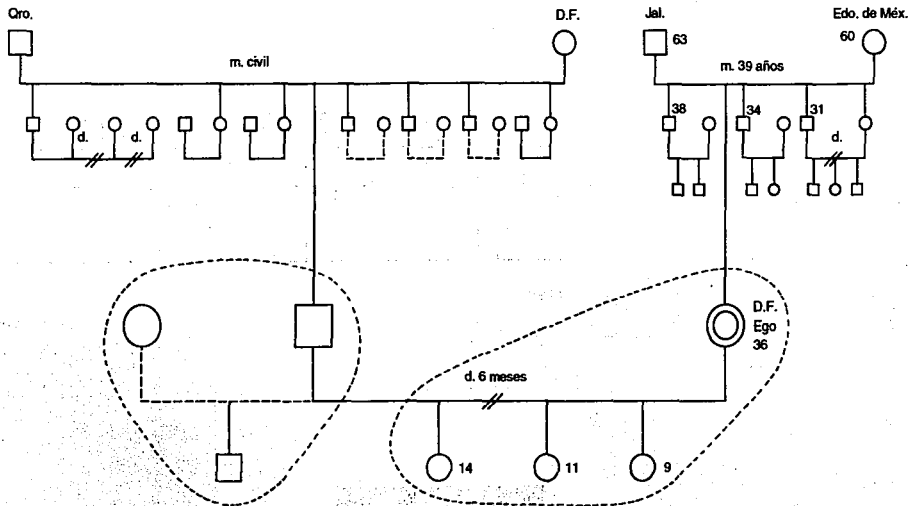 Qro.
D.F.
Jal.
Edo. de Méx.
63
60
m. civil
m. 39 años
38
34
31
d.
d.
d.
D.F.
Ego
36
d. 6 meses
14
11
9